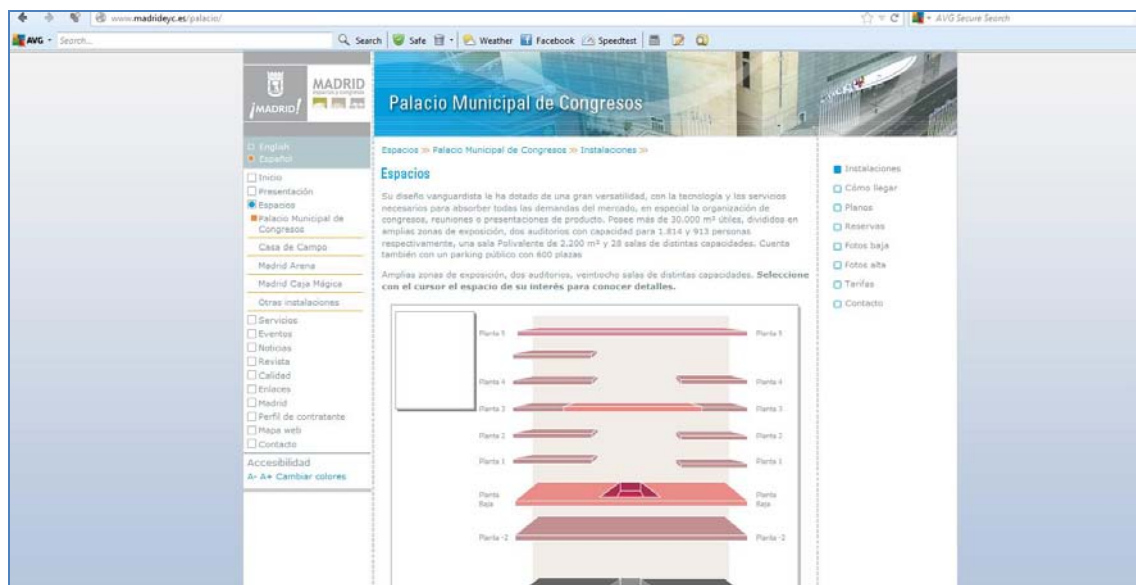 www.madrideyc.es/palacio/
AVG Secure Search
AVG Search... Search Safe Weather Facebook Speedtest
¡MADRID!
MADRID
espacios y congresos
Palacio Municipal de Congresos
English
Español
Inicio
Presentación
Espacios
Palacio Municipal de
Congresos
Casa de Campo
Madrid Arena
Madrid Caja Mágica
Otras instalaciones
Servicios
Eventos
Noticias
Revista
Calidad
Enlaces
Madrid
Perfil de contratante
Mapa web
Contacto
Accesibilidad
A- A+ Cambiar colores
Espacios >> Palacio Municipal de Congresos >> Instalaciones >>
Espacios
Su diseño vanguardista le ha dotado de una gran versatilidad, con la tecnología y los servicios
necesarios para absorber todas las demandas del mercado, en especial la organización de
congresos, reuniones o presentaciones de producto. Posee más de 30.000 m² útiles, divididos en
amplias zonas de exposición, dos auditorios con capacidad para 1.814 y 913 personas
respectivamente, una sala Polivalente de 2.200 m² y 28 salas de distintas capacidades. Cuenta
también con un parking público con 600 plazas
Amplias zonas de exposición, dos auditorios, veintiocho salas de distintas capacidades. Seleccione
con el cursor el espacio de su interés para conocer detalles.
Planta 5 Planta 5
Planta 4 Planta 4
Planta 3 Planta 3
Planta 2 Planta 2
Planta 1 Planta 1
Planta Planta
Baja Baja
Planta -2 Planta -2
Instalaciones
Cómo llegar
Planos
Reservas
Fotos baja
Fotos alta
Tarifas
Contacto